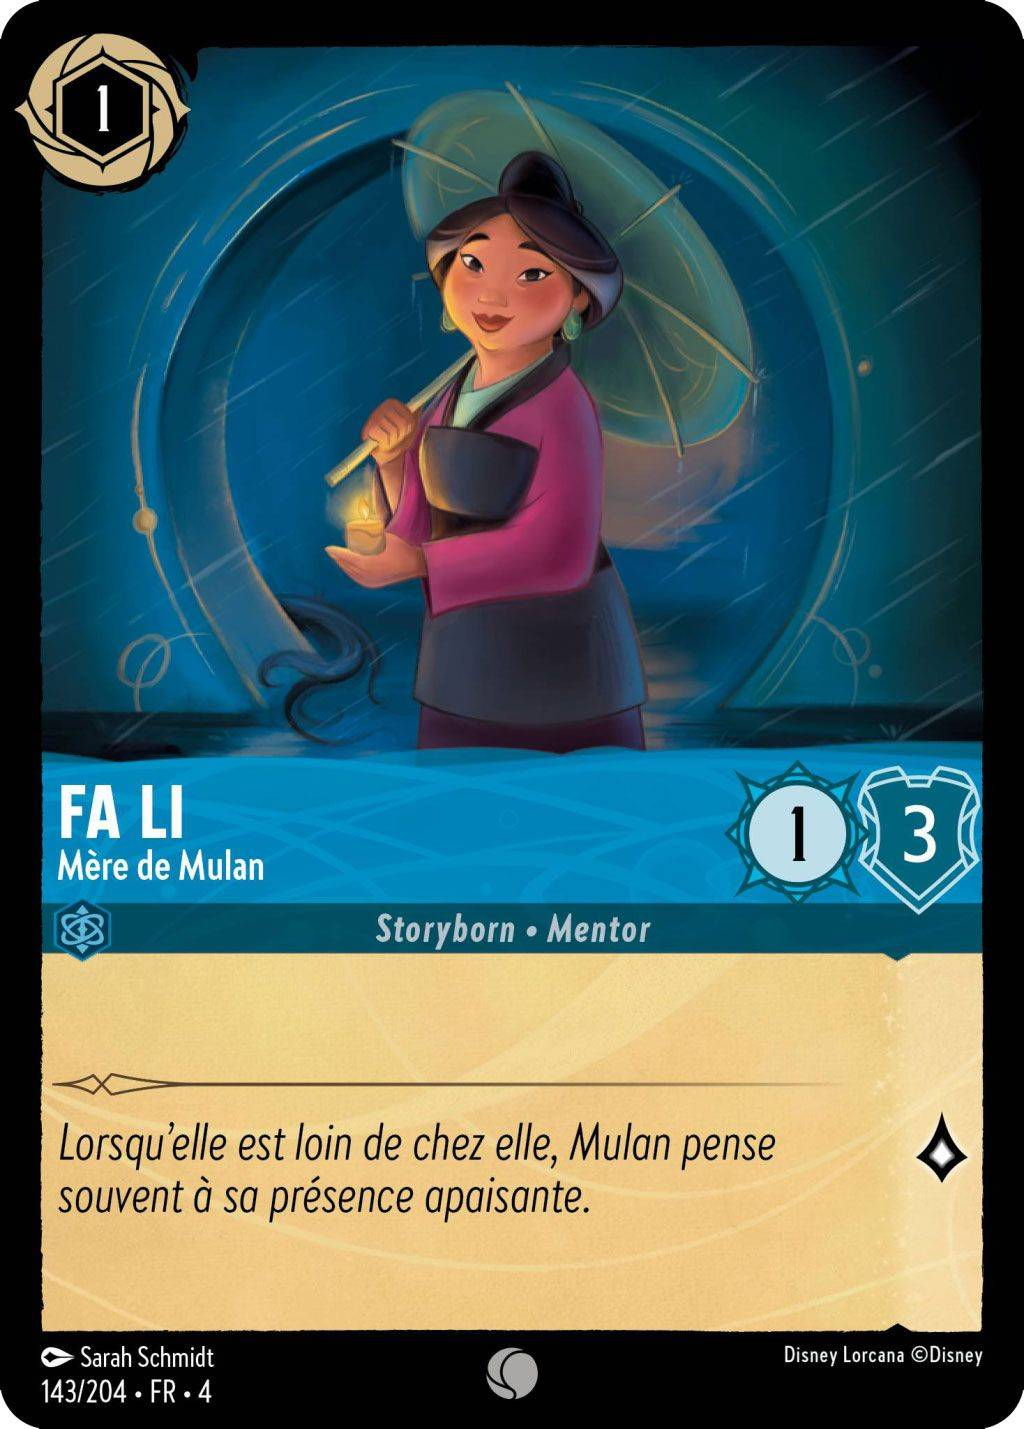 1
FA LI
Mère de Mulan
1
3
Storyborn • Mentor
Lorsqu'elle est loin de chez elle, Mulan pense
souvent à sa présence apaisante.
Sarah Schmidt
Disney Lorcana ©Disney
143/204 • FR • 4